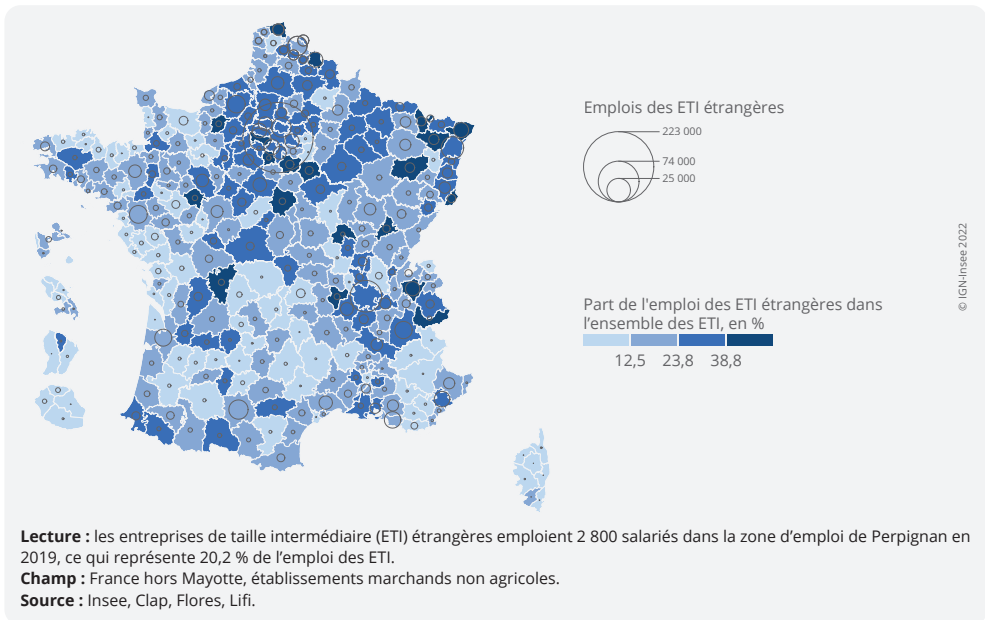 Emplois des ETI étrangères
223 000
74 000
25 000
© IGN-Insee 2022
Part de l'emploi des ETI étrangères dans
l’ensemble des ETI, en %
12,5 23,8 38,8
Lecture : les entreprises de taille intermédiaire (ETI) étrangères emploient 2 800 salariés dans la zone d’emploi de Perpignan en
2019, ce qui représente 20,2 % de l’emploi des ETI.
Champ : France hors Mayotte, établissements marchands non agricoles.
Source : Insee, Clap, Flores, Lifi.